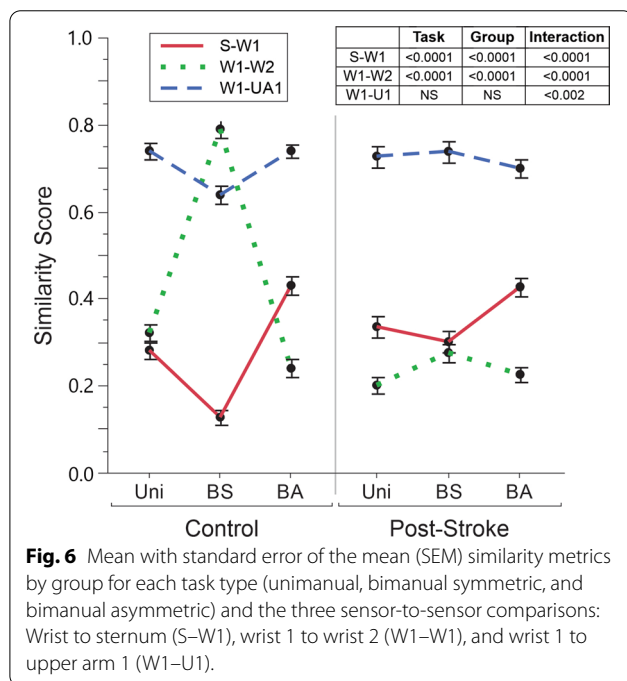 1.0
0.8
0.6
0.4
0.2
0.0
Similarity Score
S-W1
W1-W2
W1-UA1
Task Group Interaction
S-W1 <0.0001 <0.0001 <0.0001
W1-W2 <0.0001 <0.0001 <0.0001
W1-U1 NS NS <0.002
Uni BS BA Uni BS BA
Control Post-Stroke
Fig. 6 Mean with standard error of the mean (SEM) similarity metrics
by group for each task type (unimanual, bimanual symmetric, and
bimanual asymmetric) and the three sensor-to-sensor comparisons:
Wrist to sternum (S–W1), wrist 1 to wrist 2 (W1–W1), and wrist 1 to
upper arm 1 (W1–U1).